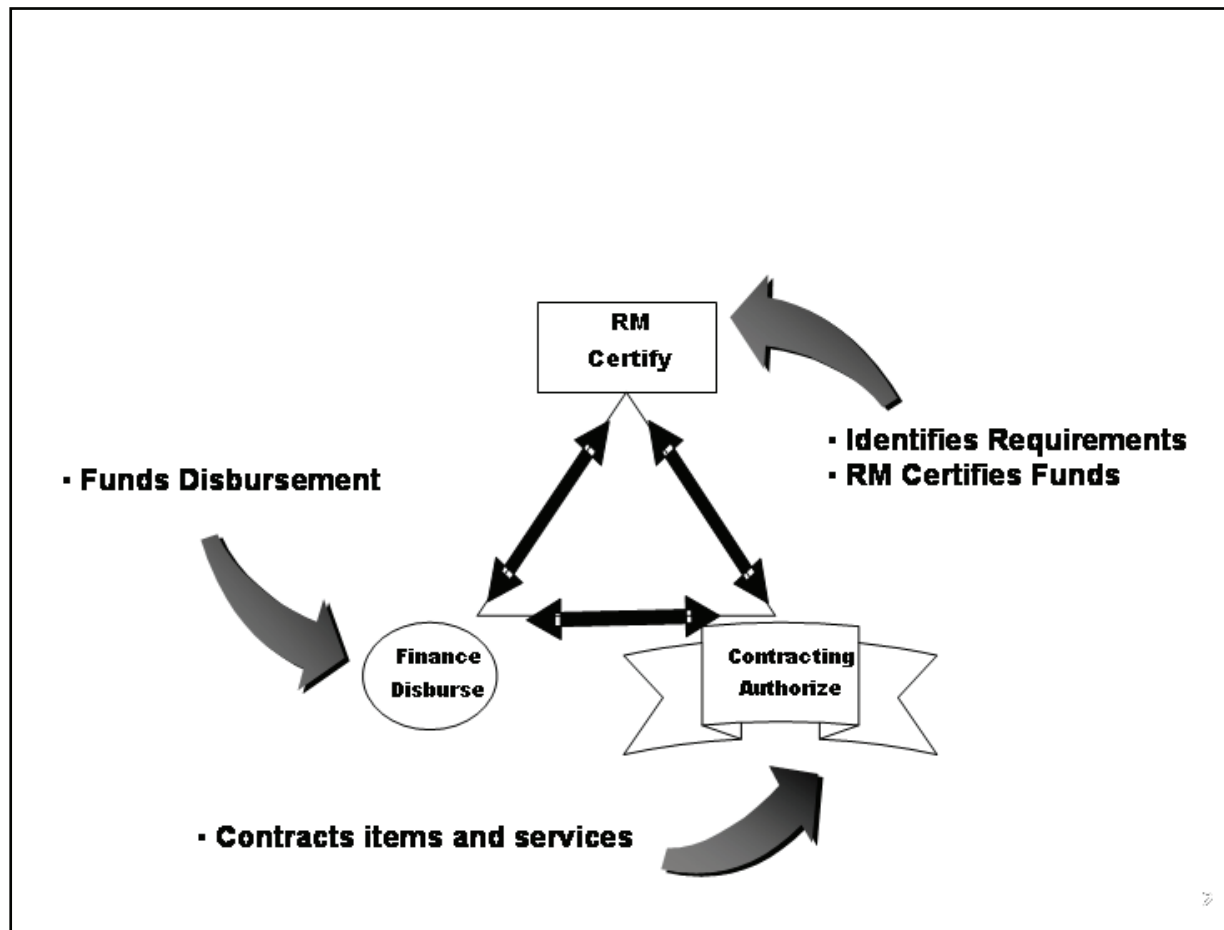 RM
Certify
▪ Identifies Requirements
▪ RM Certifies Funds
▪ Funds Disbursement
Finance
Disburse
Contracting
Authorize
▪ Contracts items and services